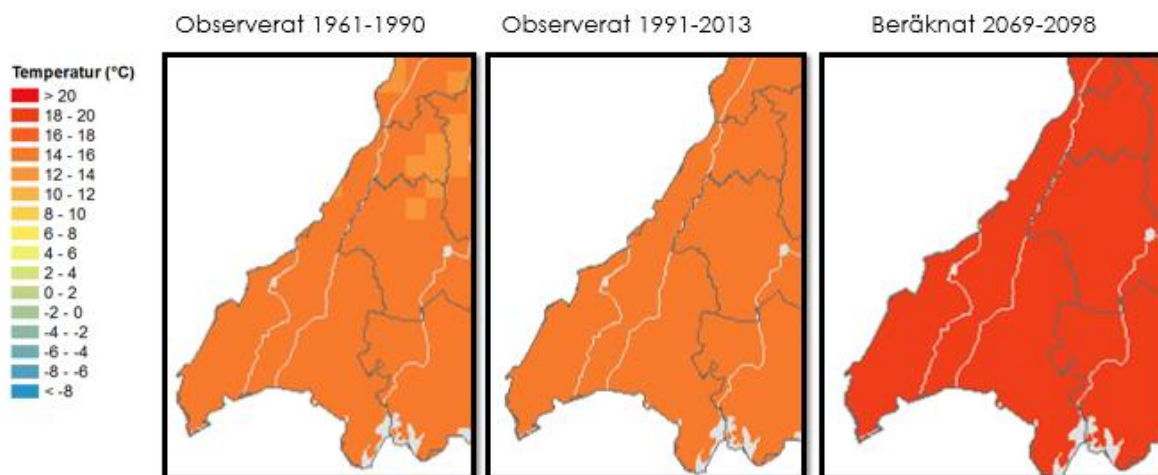 Observerat 1961-1990
Observerat 1991-2013
Beräknat 2069-2098
Temperatur (°C)
> 20
18 - 20
16 - 18
14 - 16
12 - 14
10 - 12
8 - 10
6 - 8
4 - 6
2 - 4
0 - 2
-2 - 0
-4 - -2
-6 - -4
-8 - -6
< -8